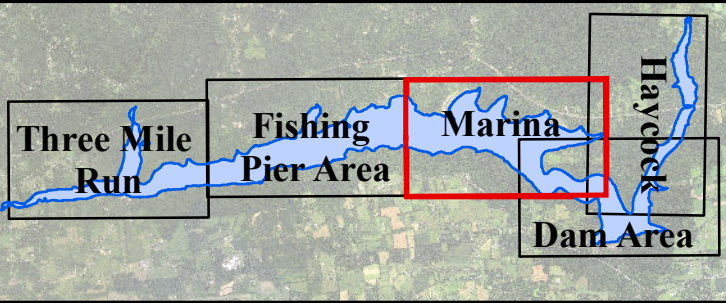 Three Mile
Run
Fishing
Pier Area
Marina
Haycock
Dam Area